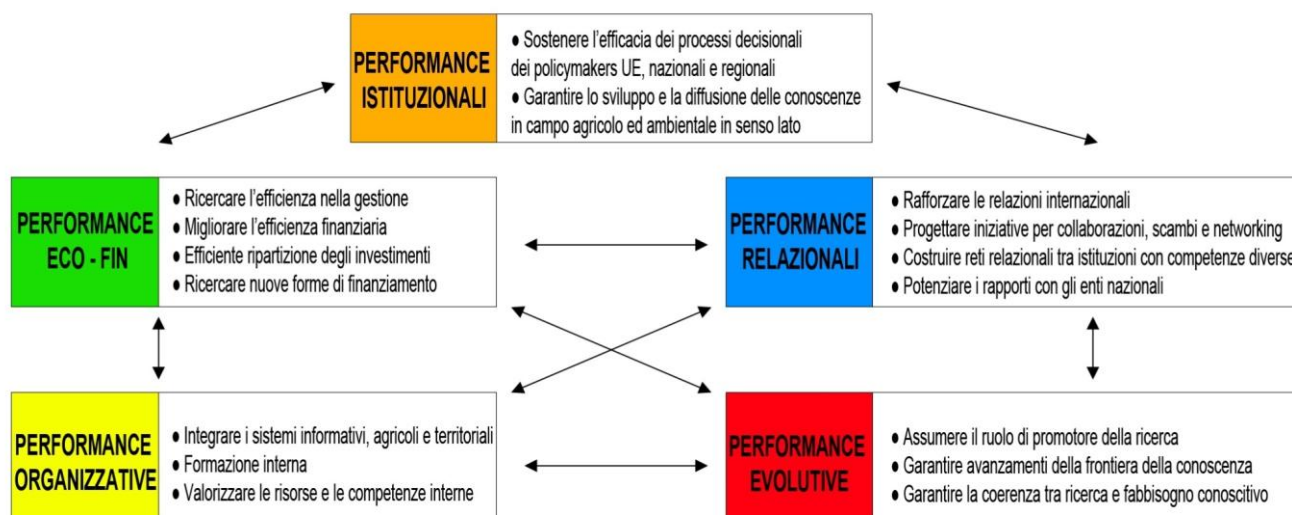 PERFORMANCE
ISTITUZIONALI
● Sostenere l'efficacia dei processi decisionali
dei policymakers UE, nazionali e regionali
● Garantire lo sviluppo e la diffusione delle conoscenze
in campo agricolo ed ambientale in senso lato
PERFORMANCE
ECO - FIN
● Ricercare l'efficienza nella gestione
● Migliorare l'efficienza finanziaria
● Efficiente ripartizione degli investimenti
● Ricercare nuove forme di finanziamento
PERFORMANCE
RELAZIONALI
● Rafforzare le relazioni internazionali
● Progettare iniziative per collaborazioni, scambi e networking
● Costruire reti relazionali tra istituzioni con competenze diverse
● Potenziare i rapporti con gli enti nazionali
PERFORMANCE
ORGANIZZATIVE
● Integrare i sistemi informativi, agricoli e territoriali
● Formazione interna
● Valorizzare le risorse e le competenze interne
PERFORMANCE
EVOLUTIVE
● Assumere il ruolo di promotore della ricerca
● Garantire avanzamenti della frontiera della conoscenza
● Garantire la coerenza tra ricerca e fabbisogno conoscitivo